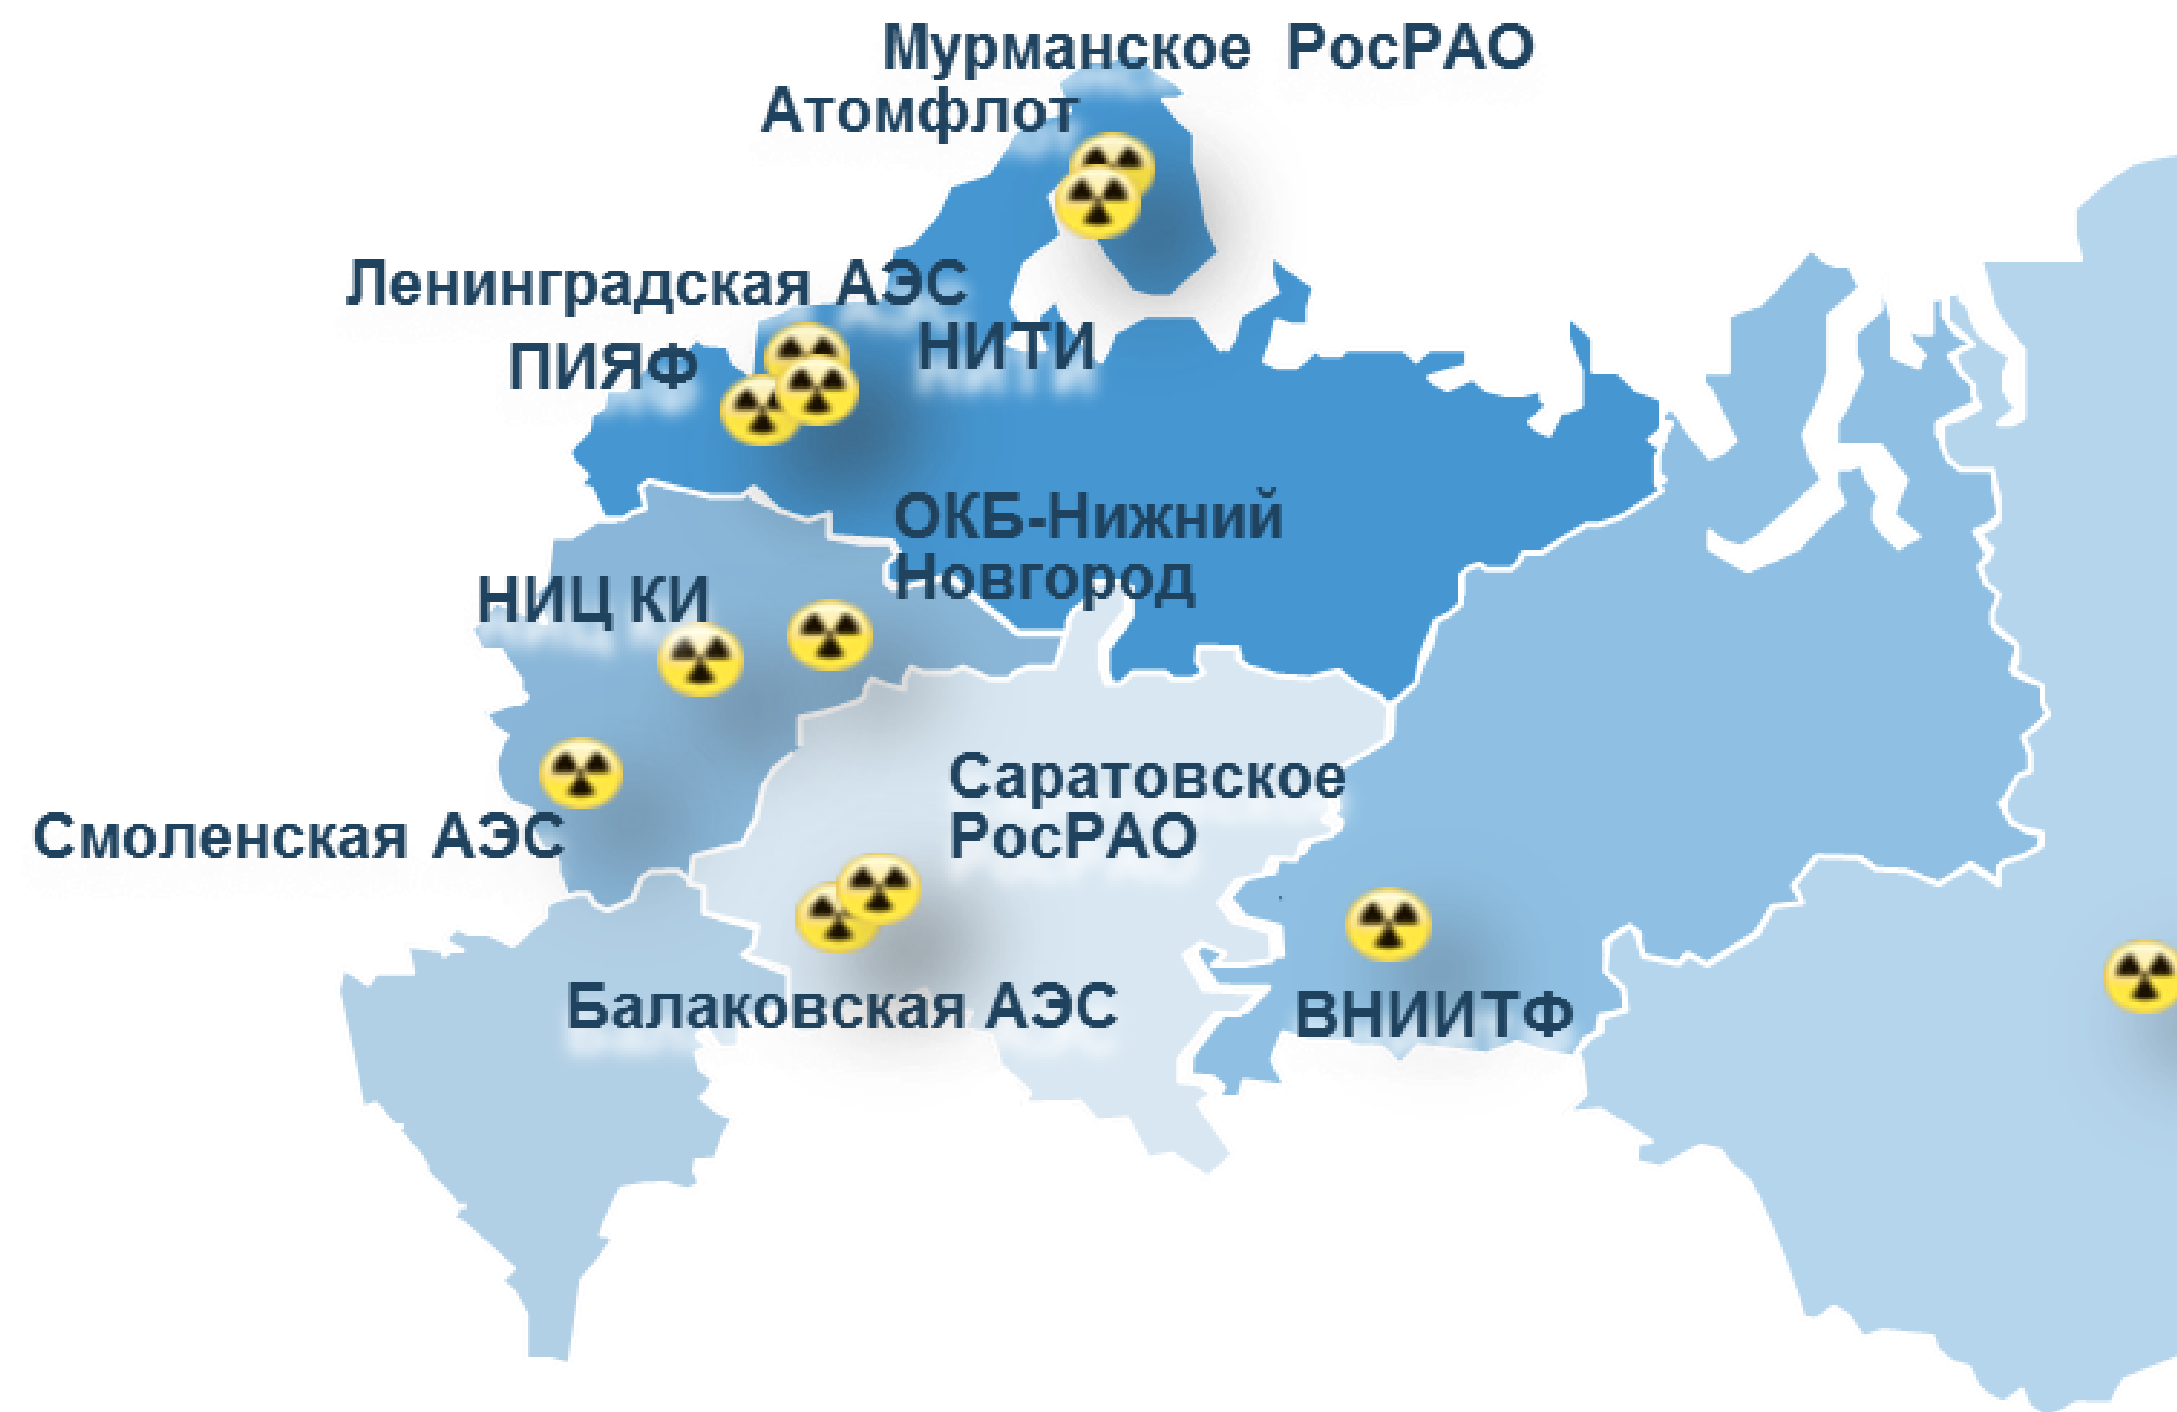 Мурманское РосРАО
Атомфлот
Ленинградская АЭС
НИТИ
ПИЯФ
ОКБ-Нижний
Новгород
НИЦ КИ
Саратовское
РосРАО
Смоленская АЭС
Балаковская АЭС
ВНИИТФ